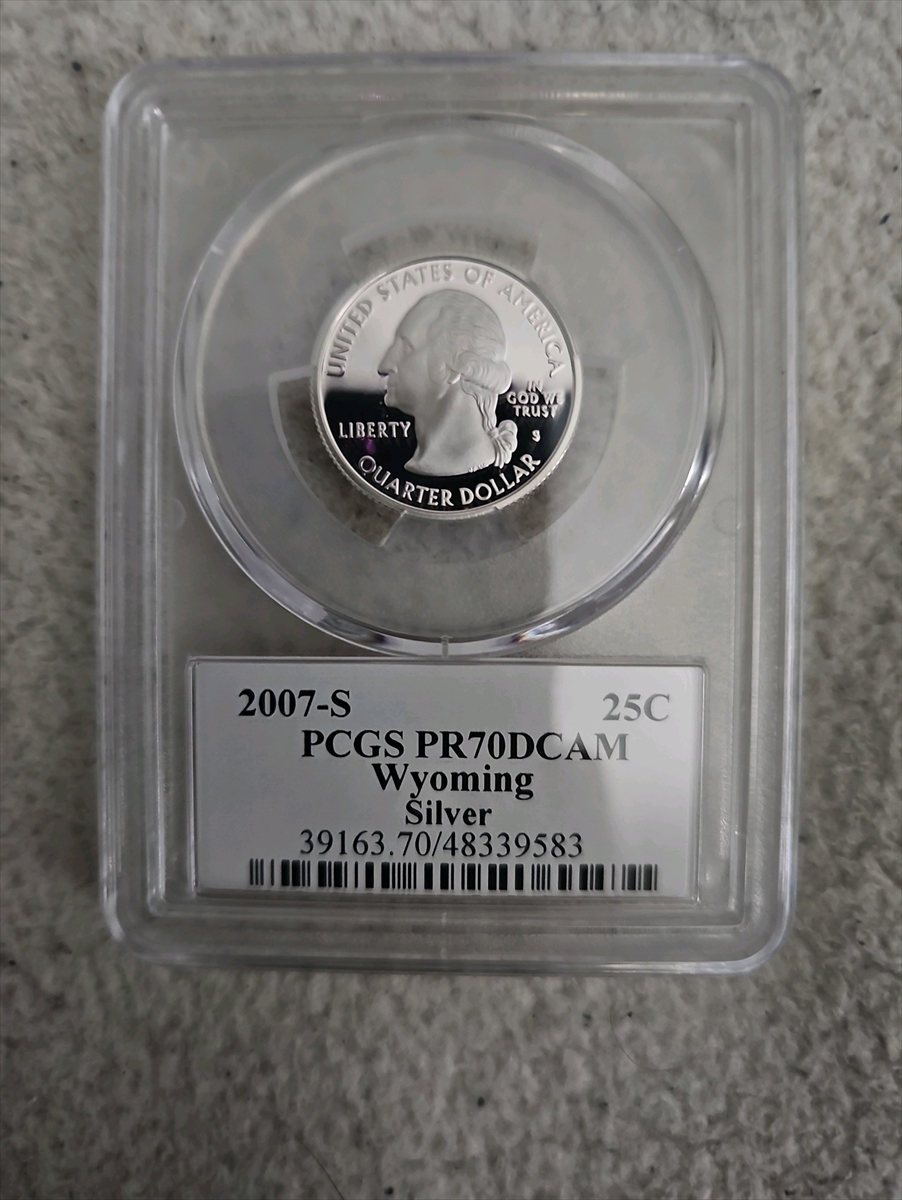 UNITED STATES OF AMERICA
IN
GOD WE
TRUST
LIBERTY
S
QUARTER DOLLAR
2007-S 25C
PCGS PR70DCAM
Wyoming
Silver
39163.70/48339583